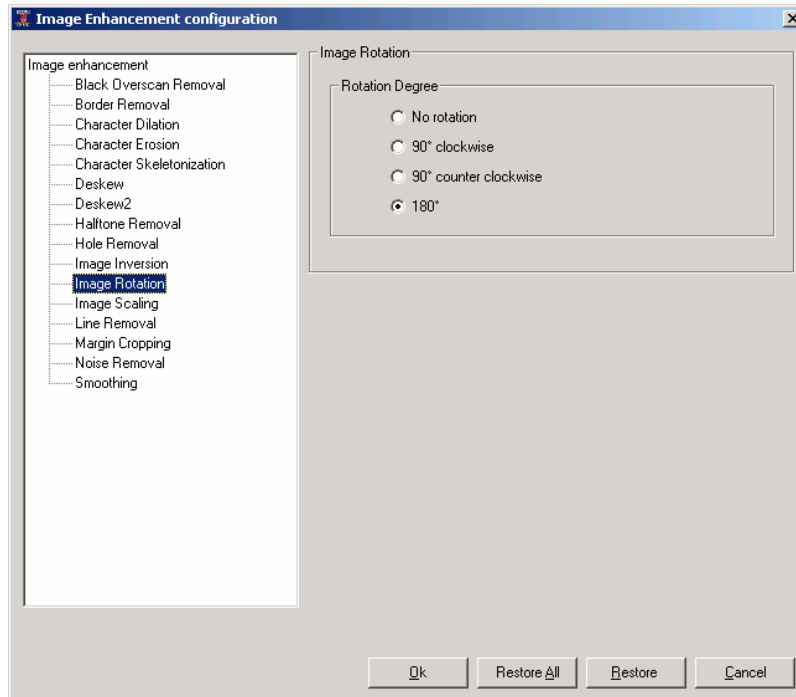 Image Enhancement configuration
Image enhancement
Black Overscan Removal
Border Removal
Character Dilation
Character Erosion
Character Skeletonization
Deskew
Deskew2
Halftone Removal
Hole Removal
Image Inversion
Image Rotation
Image Scaling
Line Removal
Margin Cropping
Noise Removal
Smoothing
Image Rotation
Rotation Degree
No rotation
90° clockwise
90° counter clockwise
180°
Ok Restore All Restore Cancel